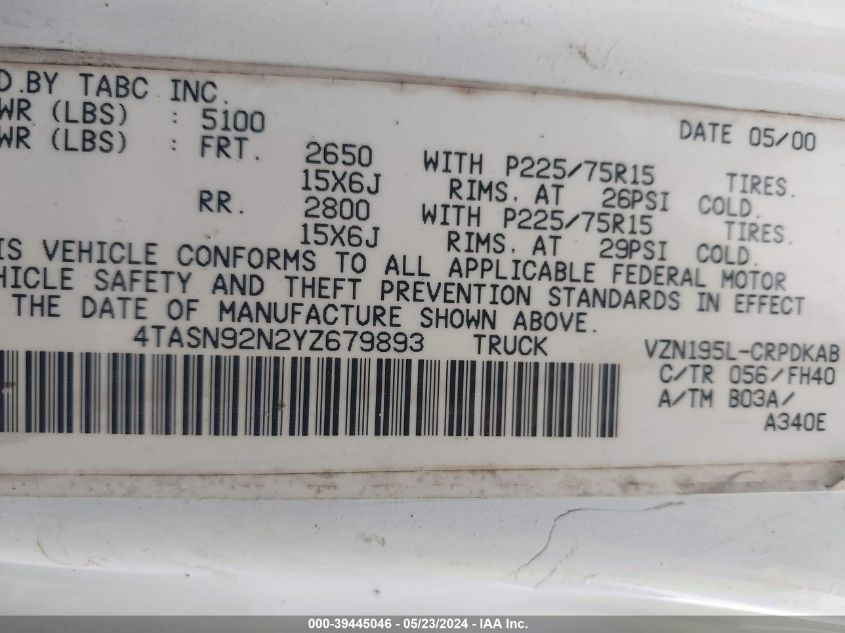 D.BY TABC INC.
WR (LBS) : 5100 DATE 05/00
WR (LBS) : FRT. 2650 WITH P225/75R15 TIRES.
15X6J RIMS, AT 26PSI COLD.
RR. 2800 WITH P225/75R15 TIRES.
15X6J RIMS, AT 29PSI COLD.
IS VEHICLE CONFORMS TO ALL APPLICABLE FEDERAL MOTOR
HICLE SAFETY AND THEFT PREVENTION STANDARDS IN EFFECT
THE DATE OF MANUFACTURE SHOWN ABOVE.
4TASN92N2YZ679893 TRUCK VZN195L-CRPDKAB
C/TR 056/FH40
A/TM B03A/
A340E
000-39445046 - 05/23/2024 - IAA Inc.